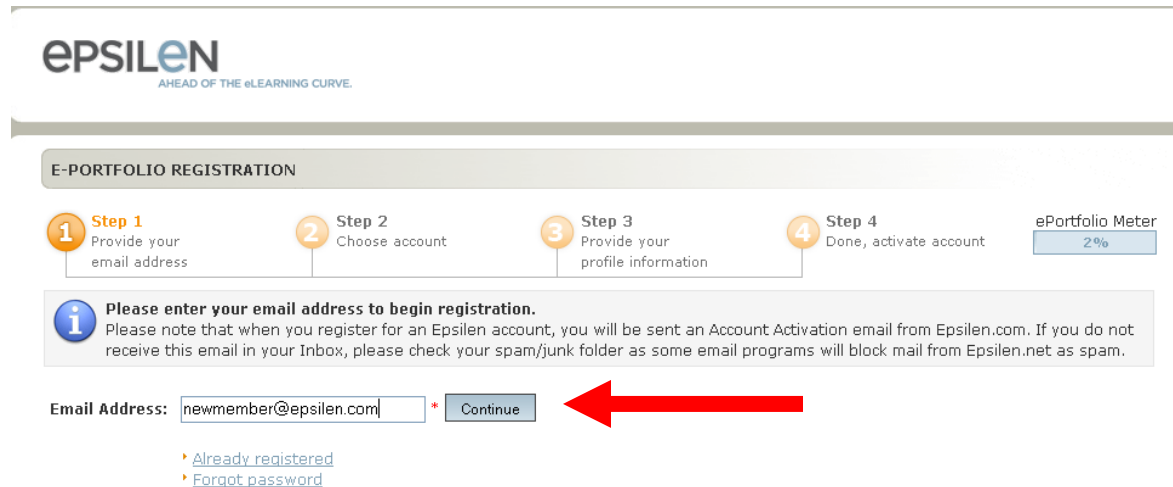 ePSILeN
AHEAD OF THE eLEARNING CURVE.
E-PORTFOLIO REGISTRATION
1 Step 1
Provide your
email address
2 Step 2
Choose account
3 Step 3
Provide your
profile information
4 Step 4
Done, activate account
ePortfolio Meter
2%
i
Please enter your email address to begin registration.
Please note that when you register for an Epsilen account, you will be sent an Account Activation email from Epsilen.com. If you do not
receive this email in your Inbox, please check your spam/junk folder as some email programs will block mail from Epsilen.net as spam.
Email Address: newmember@epsilen.com * Continue
Already registered
Forgot password